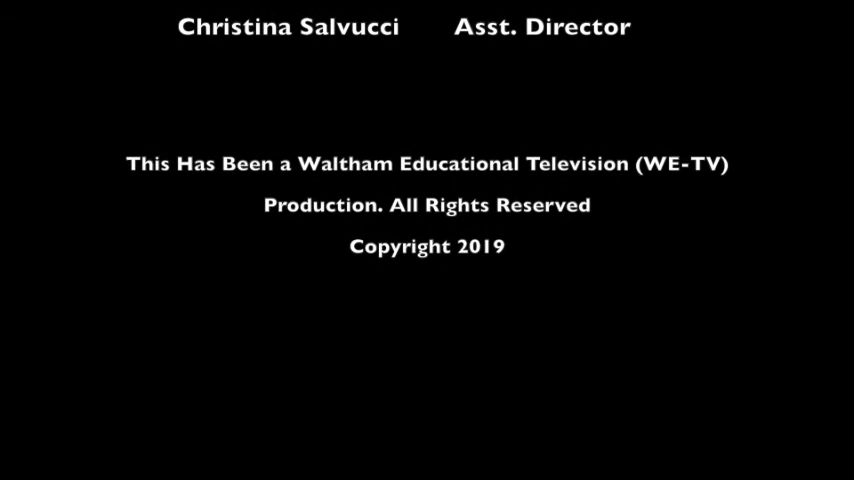 Christina Salvucci Asst. Director
This Has Been a Waltham Educational Television (WE-TV)
Production. All Rights Reserved
Copyright 2019